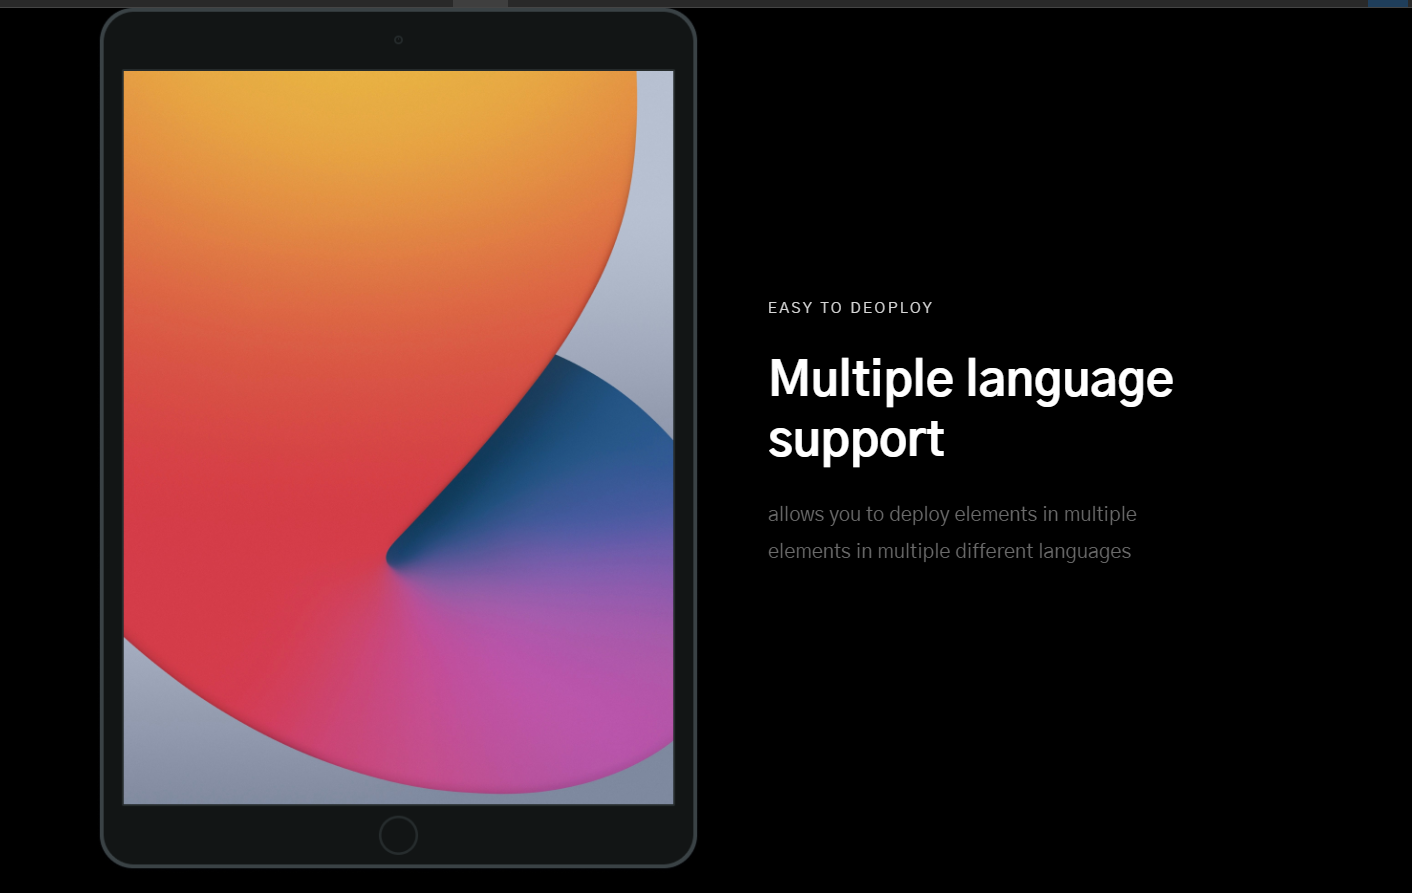 EASY TO DEOPLOY
Multiple language
support
allows you to deploy elements in multiple
elements in multiple different languages